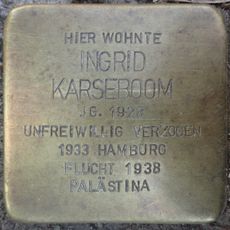 HIER WOHNTE
INGRID
KARSEBOOM
JG.
UNFREIWILLIG VERZOGEN
1933 HAMBURG
FLUCHT 1938
PALÄSTINA